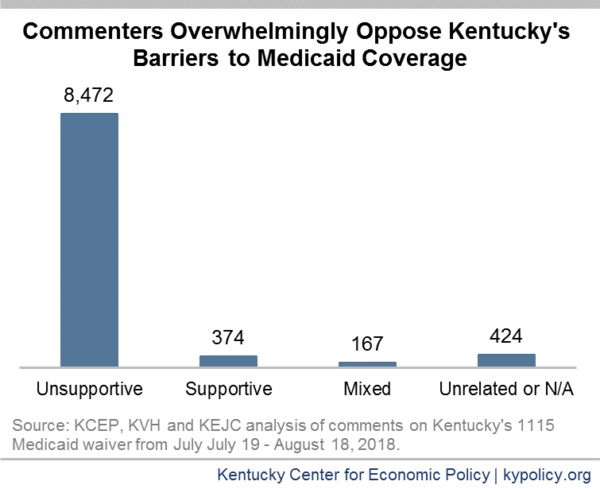 Commenters Overwhelmingly Oppose Kentucky's
Barriers to Medicaid Coverage
8,472
374
167
424
Unsupportive
Supportive
Mixed
Unrelated or N/A
Source: KCEP, KVH and KEJC analysis of comments on Kentucky's 1115
Medicaid waiver from July July 19 - August 18, 2018.
Kentucky Center for Economic Policy | kypolicy.org